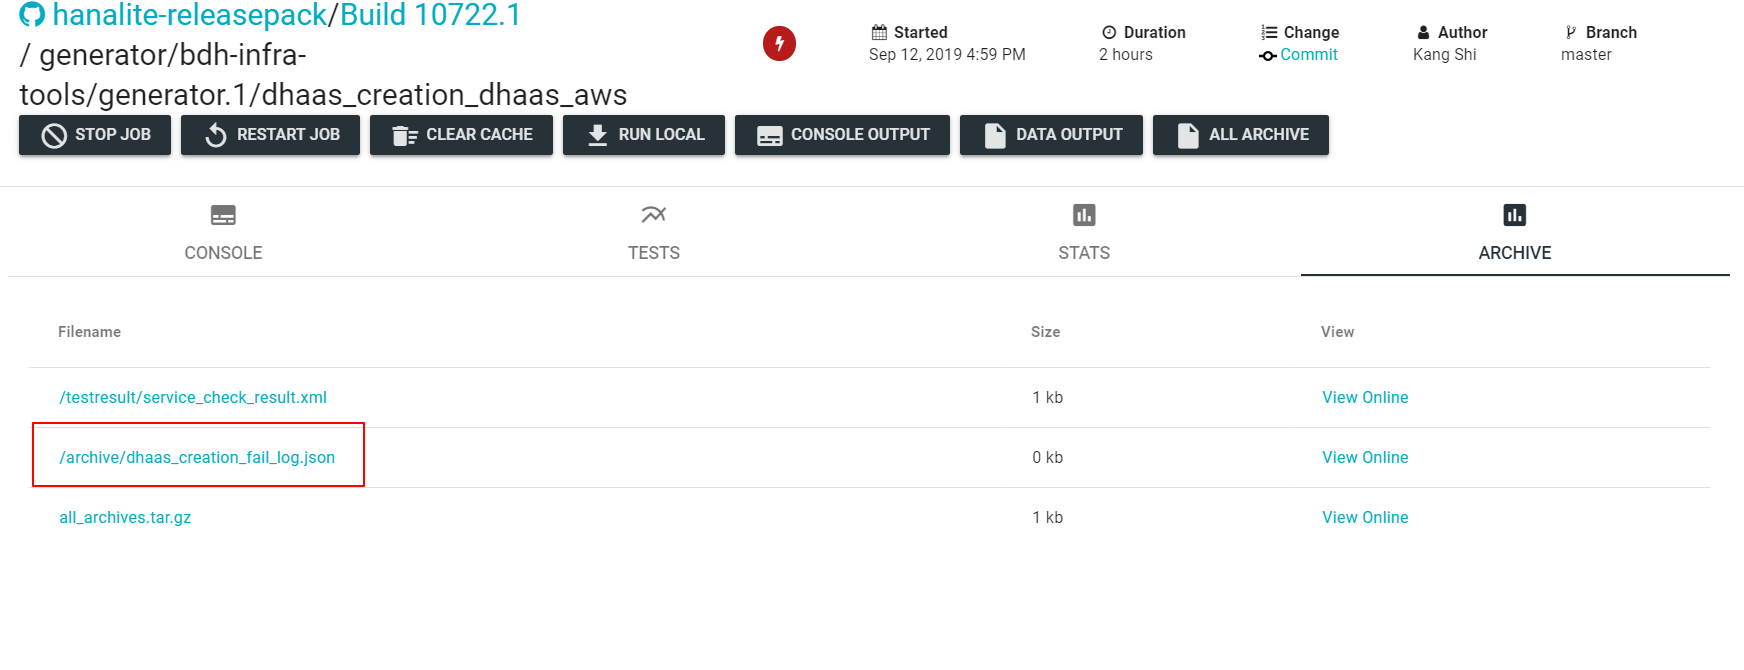 hanalite-releasepack/Build 10722.1
/ generator/bdh-infra-
tools/generator.1/dhaas_creation_dhaas_aws
Started
Sep 12, 2019 4:59 PM
Duration
2 hours
Change
Commit
Author
Kang Shi
Branch
master
STOP JOB
RESTART JOB
CLEAR CACHE
RUN LOCAL
CONSOLE OUTPUT
DATA OUTPUT
ALL ARCHIVE
CONSOLE
TESTS
STATS
ARCHIVE
Filename Size View
/testresult/service_check_result.xml 1 kb View Online
/archive/dhaas_creation_fail_log.json 0 kb View Online
all_archives.tar.gz 1 kb View Online